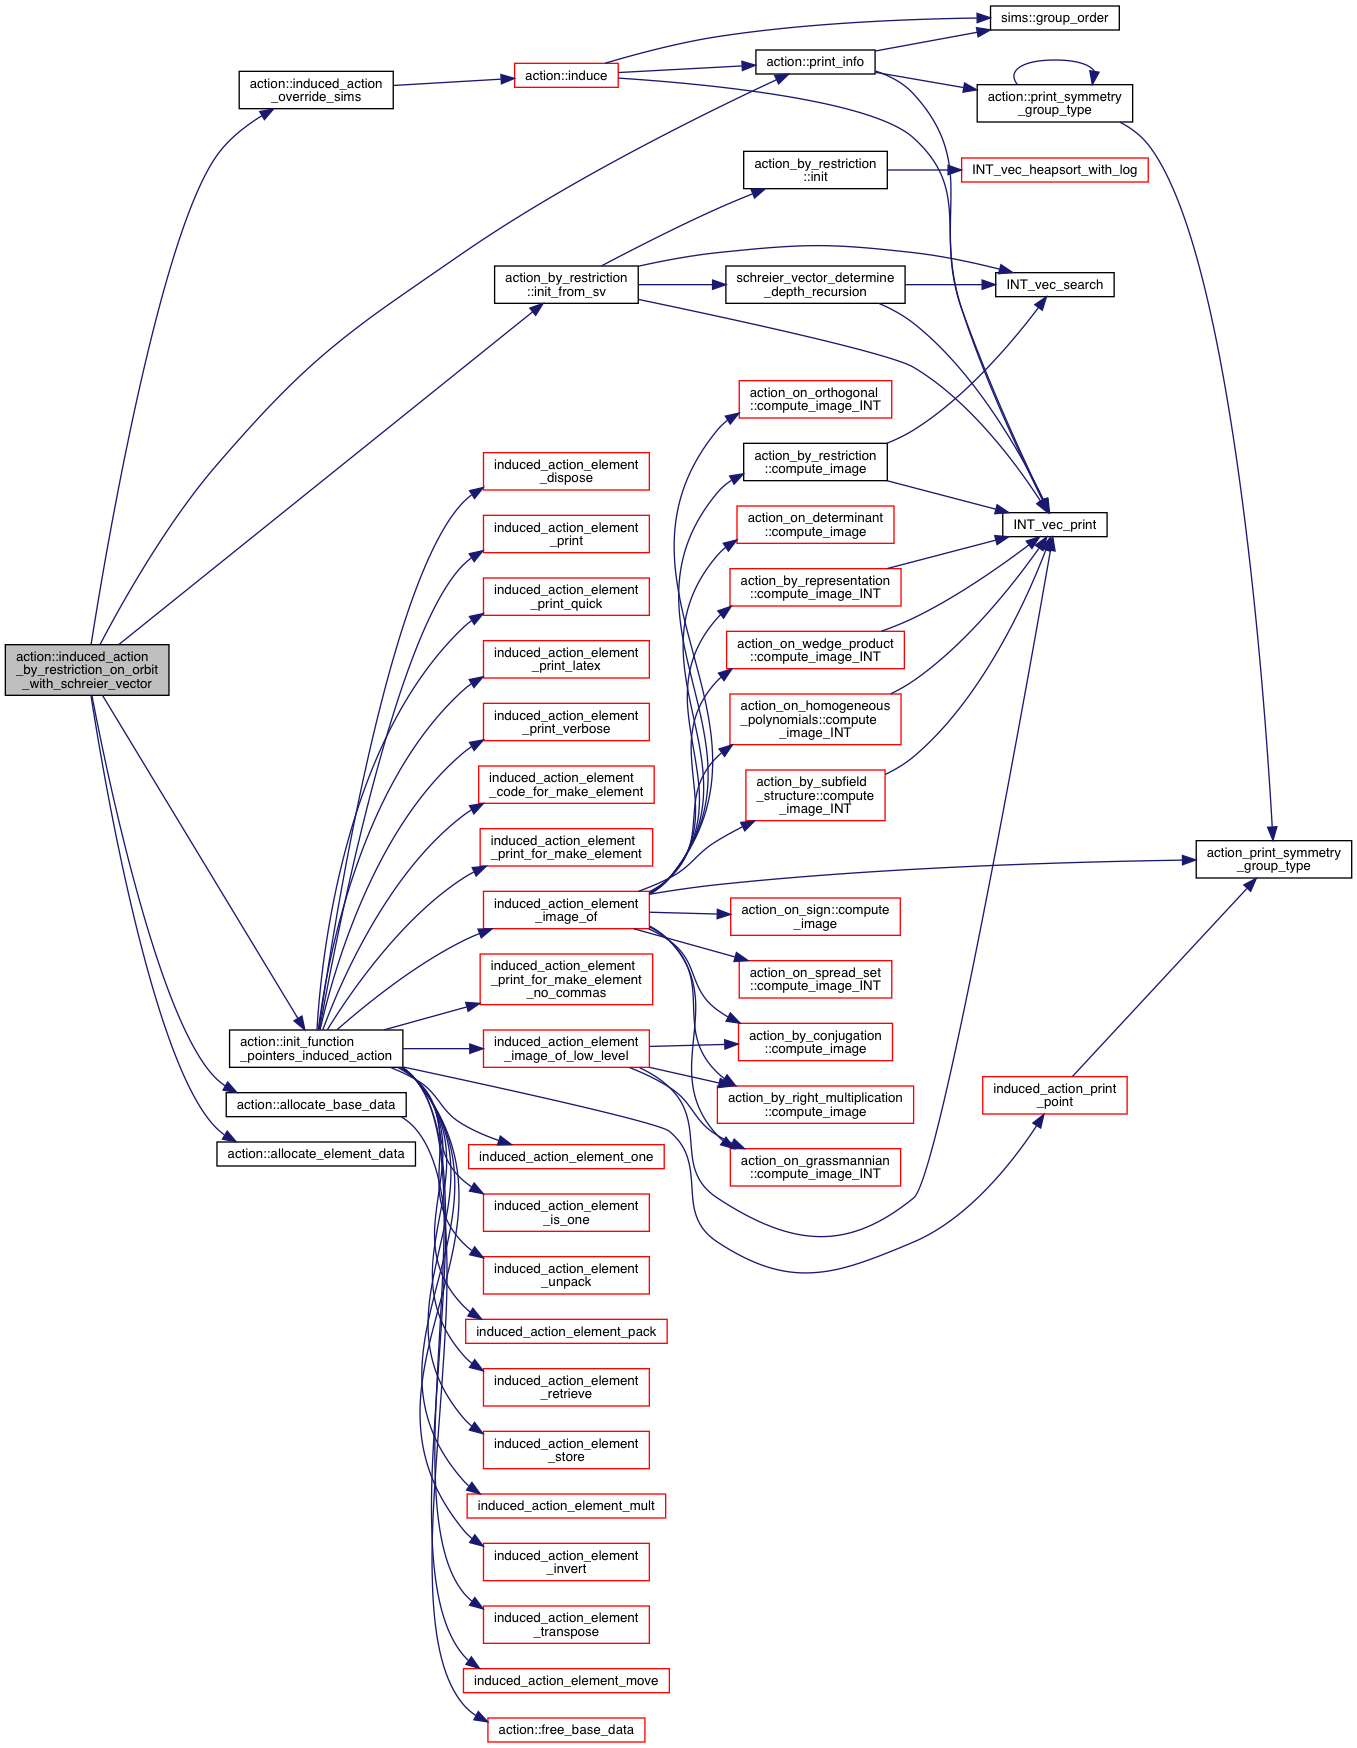 action::induced_action
_by_restriction_on_orbit
_with_schreier_vector
action::induced_action
_override_sims
action::init_function
_pointers_induced_action
action::allocate_base_data
action::allocate_element_data
action::induce
action_by_restriction
::init_from_sv
induced_action_element
_dispose
induced_action_element
_print
induced_action_element
_print_quick
induced_action_element
_print_latex
induced_action_element
_print_verbose
induced_action_element
_code_for_make_element
induced_action_element
_print_for_make_element
induced_action_element
_image_of
induced_action_element
_print_for_make_element
_no_commas
induced_action_element
_image_of_low_level
induced_action_element_one
induced_action_element
_is_one
induced_action_element
_unpack
induced_action_element_pack
induced_action_element
_retrieve
induced_action_element
_store
induced_action_element_mult
induced_action_element
_invert
induced_action_element
_transpose
induced_action_element_move
action::free_base_data
action::print_info
action_by_restriction
::init
schreier_vector_determine
_depth_recursion
action_on_orthogonal
::compute_image_INT
action_by_restriction
::compute_image
action_on_determinant
::compute_image
action_by_representation
::compute_image_INT
action_on_wedge_product
::compute_image_INT
action_on_homogeneous
_polynomials::compute
_image_INT
action_by_subfield
_structure::compute
_image_INT
action_on_sign::compute
_image
action_on_spread_set
::compute_image_INT
action_by_conjugation
::compute_image
action_by_right_multiplication
::compute_image
action_on_grassmannian
::compute_image_INT
sims::group_order
action::print_symmetry
_group_type
INT_vec_heapsort_with_log
INT_vec_search
INT_vec_print
induced_action_print
_point
action_print_symmetry
_group_type